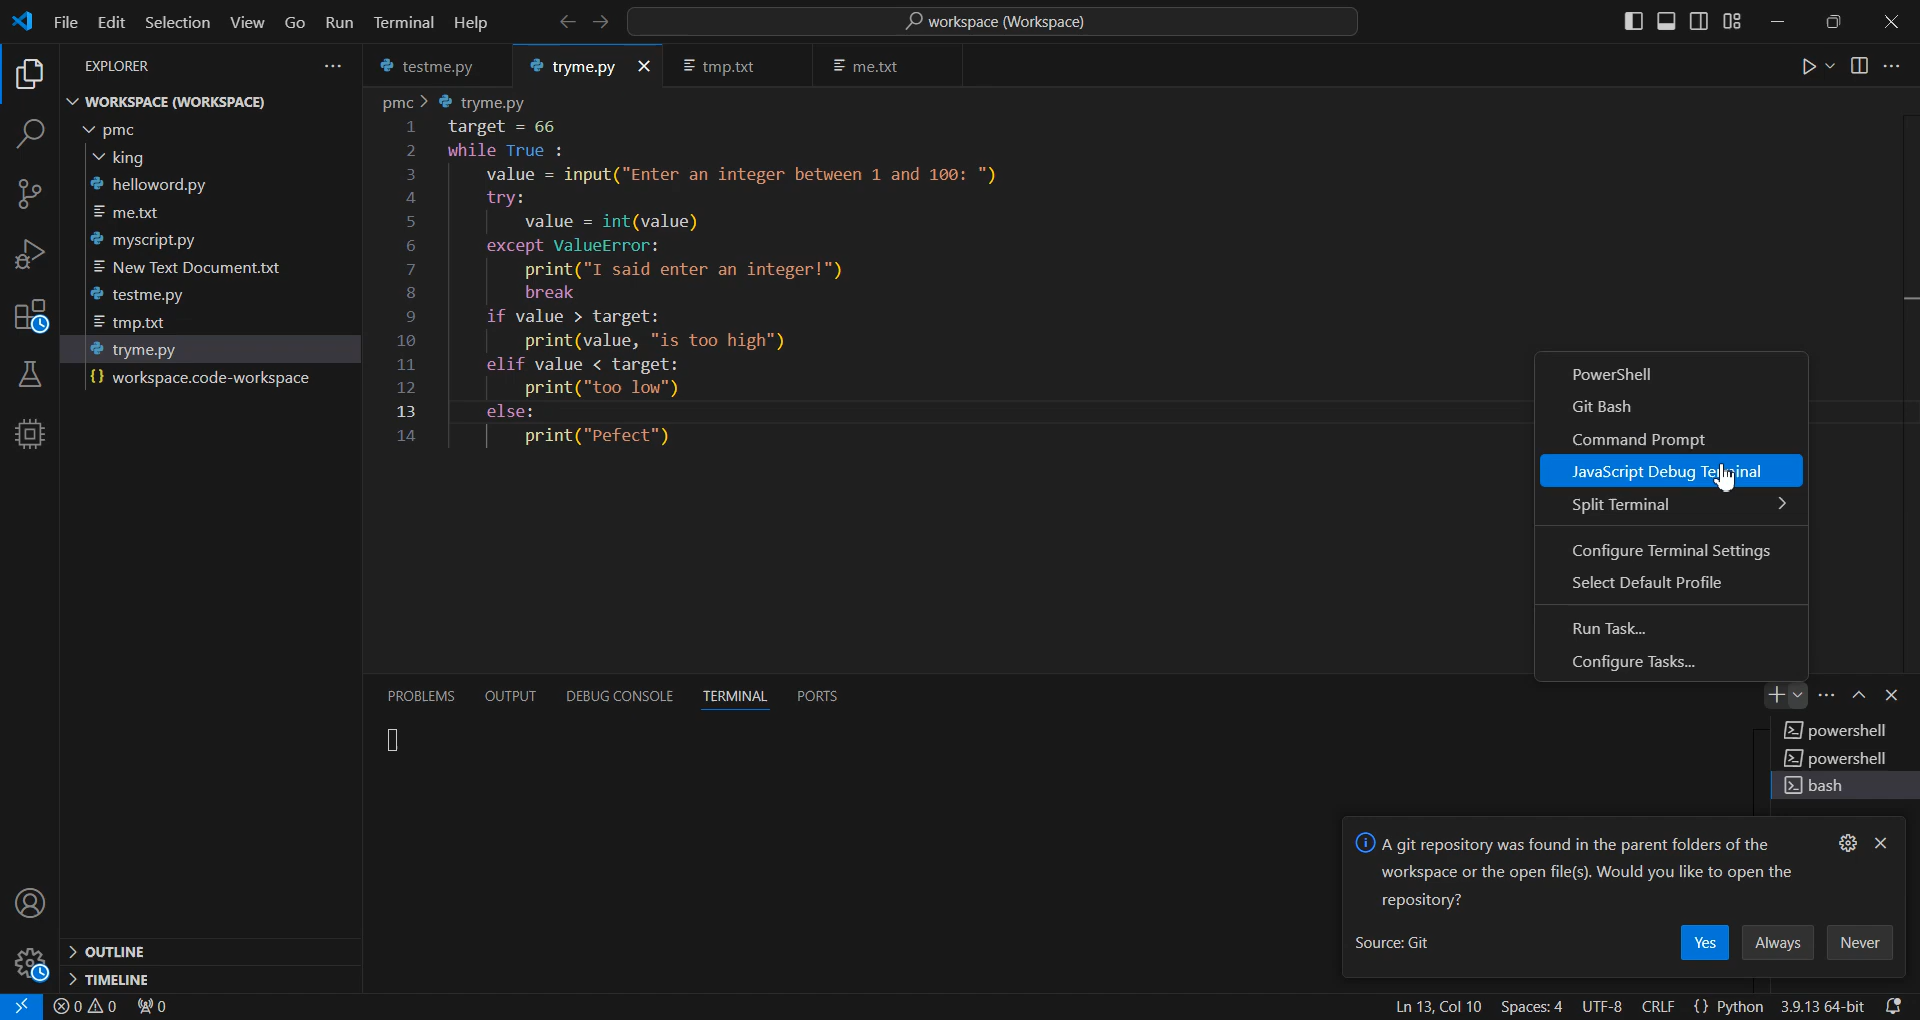 File Edit Selection View Go Run Terminal Help
workspace (Workspace)
EXPLORER
WORKSPACE (WORKSPACE)
pmc
king
helloword.py
me.txt
myscript.py
New Text Document.txt
testme.py
tmp.txt
tryme.py
{} workspace.code-workspace
OUTLINE
TIMELINE
testme.py tryme.py tmp.txt me.txt
pmc > tryme.py
1 target = 66
2 while True :
3 value = input("Enter an integer between 1 and 100: ")
4 try:
5 value = int(value)
6 except ValueError:
7 print("I said enter an integer!")
8 break
9 if value > target:
10 print(value, "is too high")
11 elif value < target:
12 print("too low")
13 else:
14 print("Pefect")
PowerShell
Git Bash
Command Prompt
JavaScript Debug Terminal
Split Terminal
Configure Terminal Settings
Select Default Profile
Run Task...
Configure Tasks...
PROBLEMS OUTPUT DEBUG CONSOLE TERMINAL PORTS
powershell
powershell
bash
A git repository was found in the parent folders of the
workspace or the open file(s). Would you like to open the
repository?
Source: Git Yes Always Never
0 0 0 Ln 13, Col 10 Spaces: 4 UTF-8 CRLF {} Python 3.9.13 64-bit